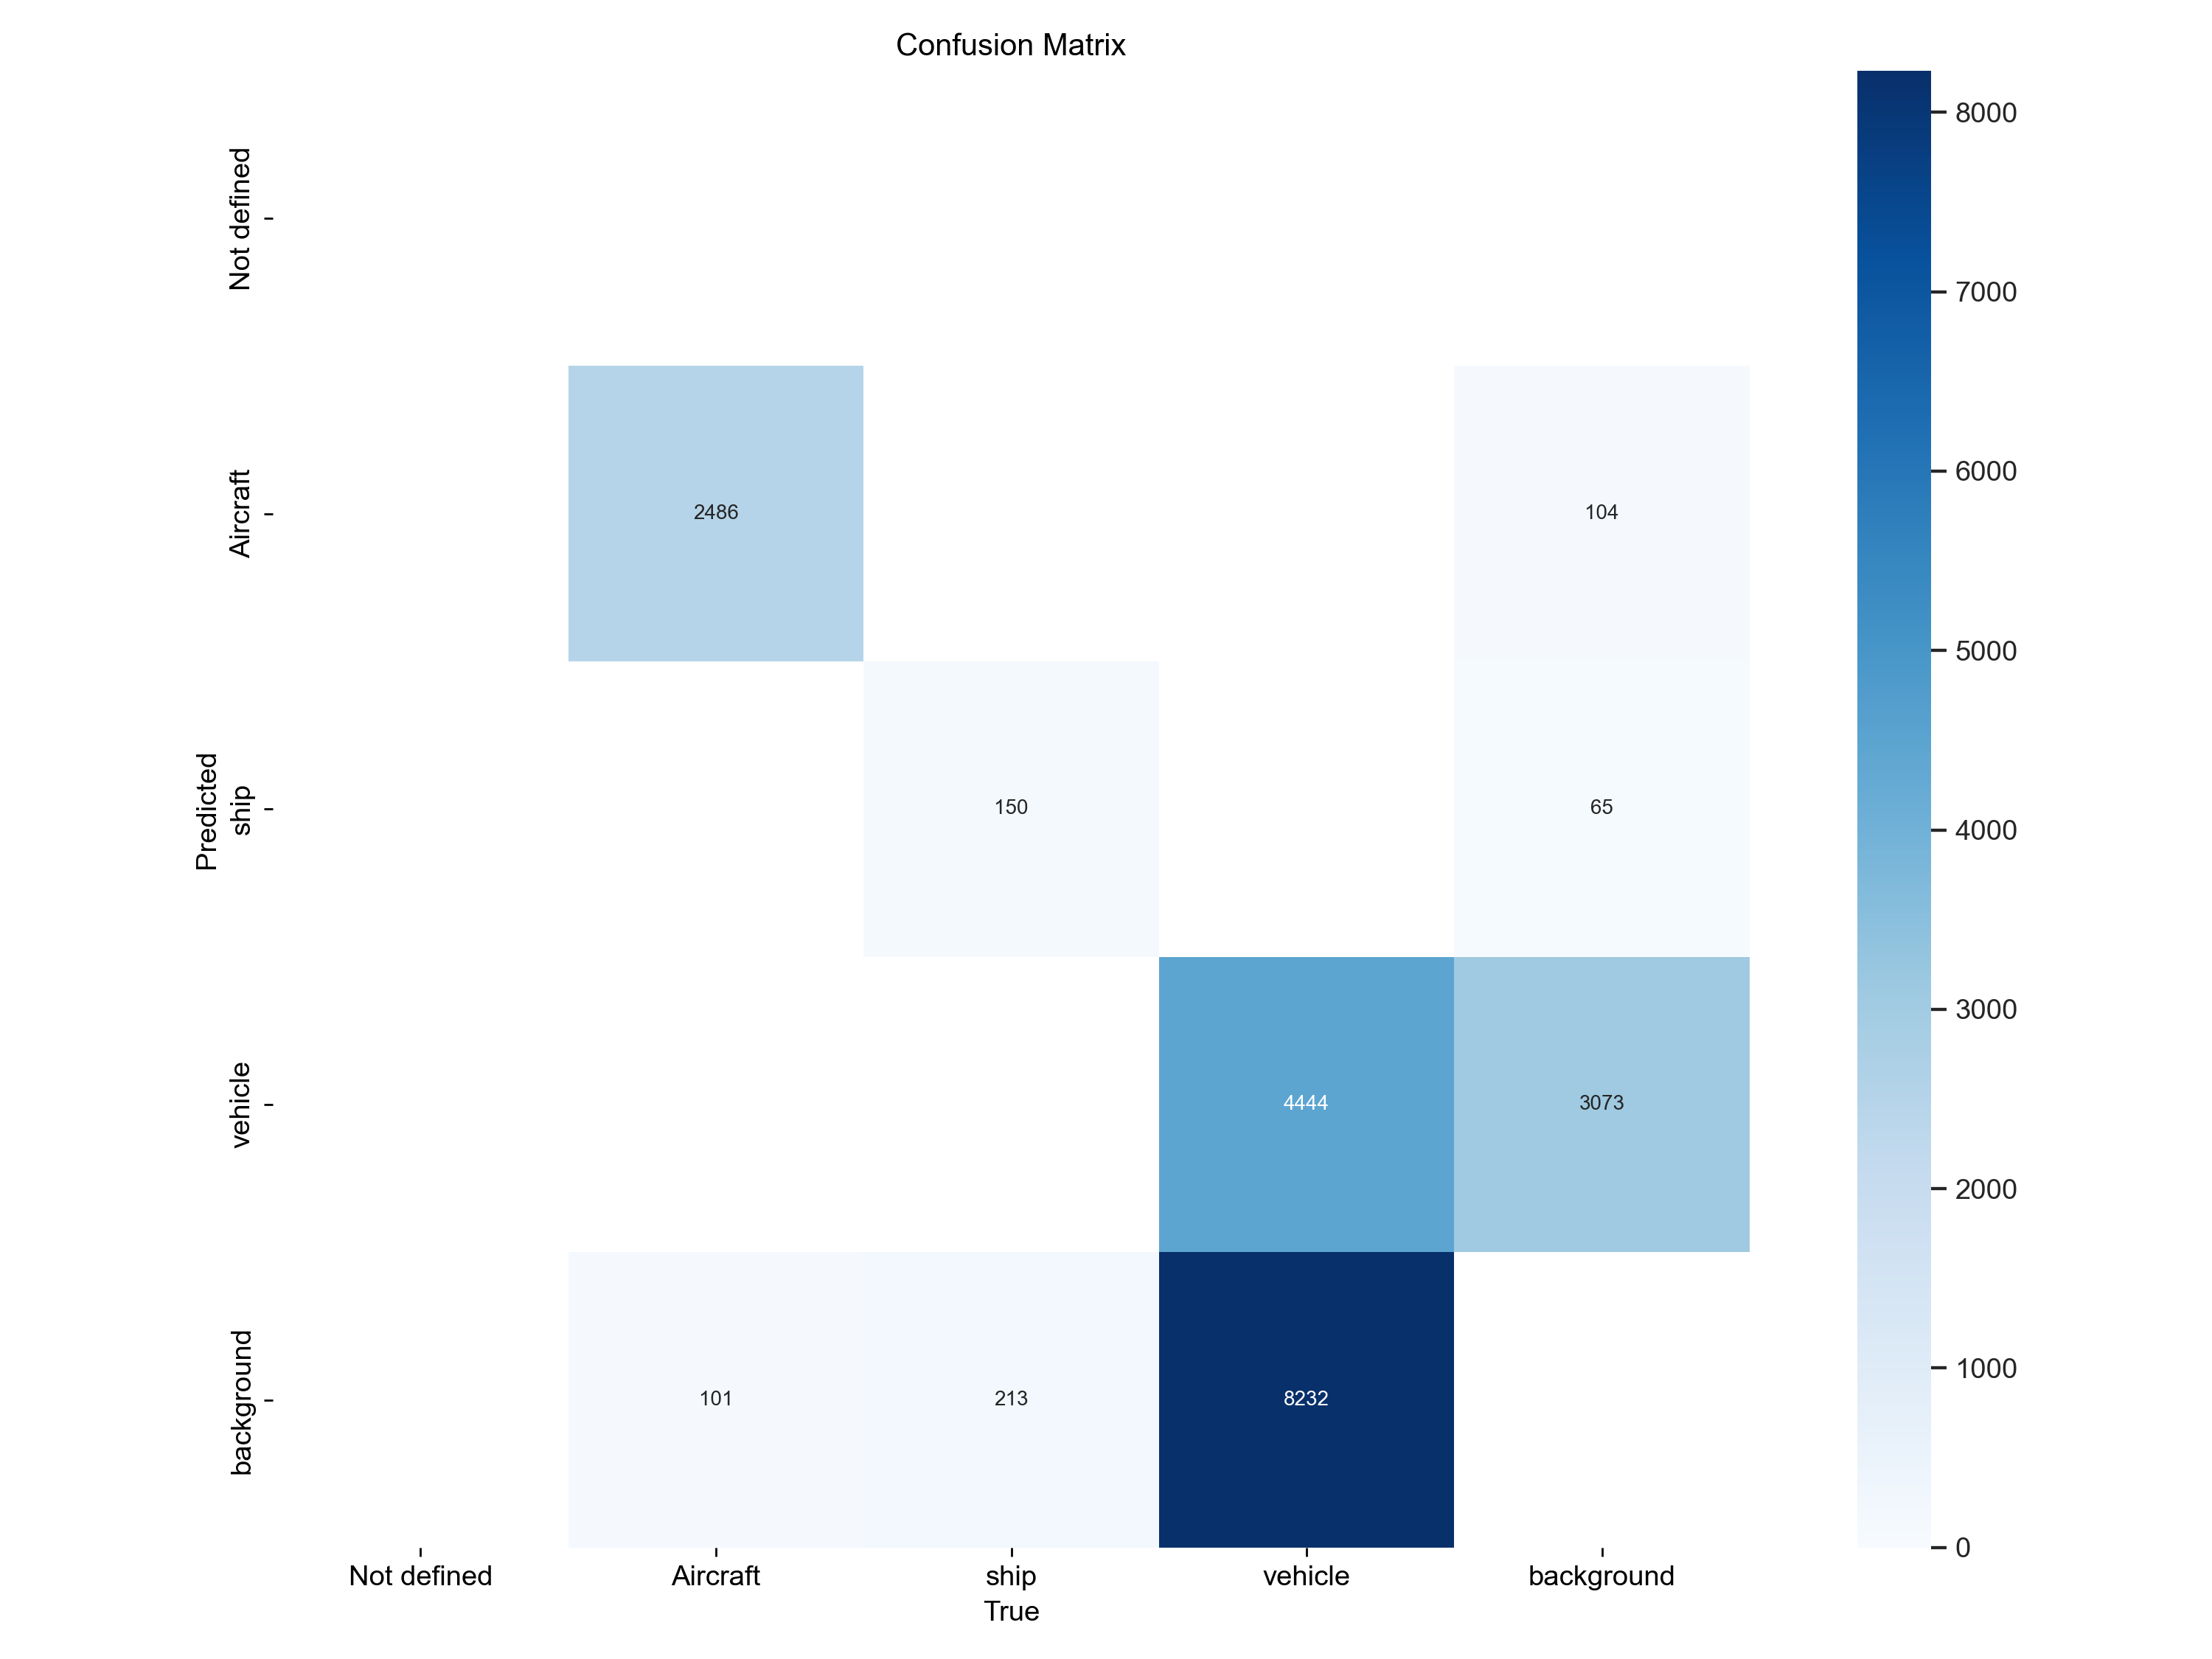 Confusion Matrix
Not defined
Aircraft
2486
104
Predicted
ship
150
65
vehicle
4444
3073
background
101
213
8232
Not defined
Aircraft
ship
vehicle
background
True
8000
7000
6000
5000
4000
3000
2000
1000
0